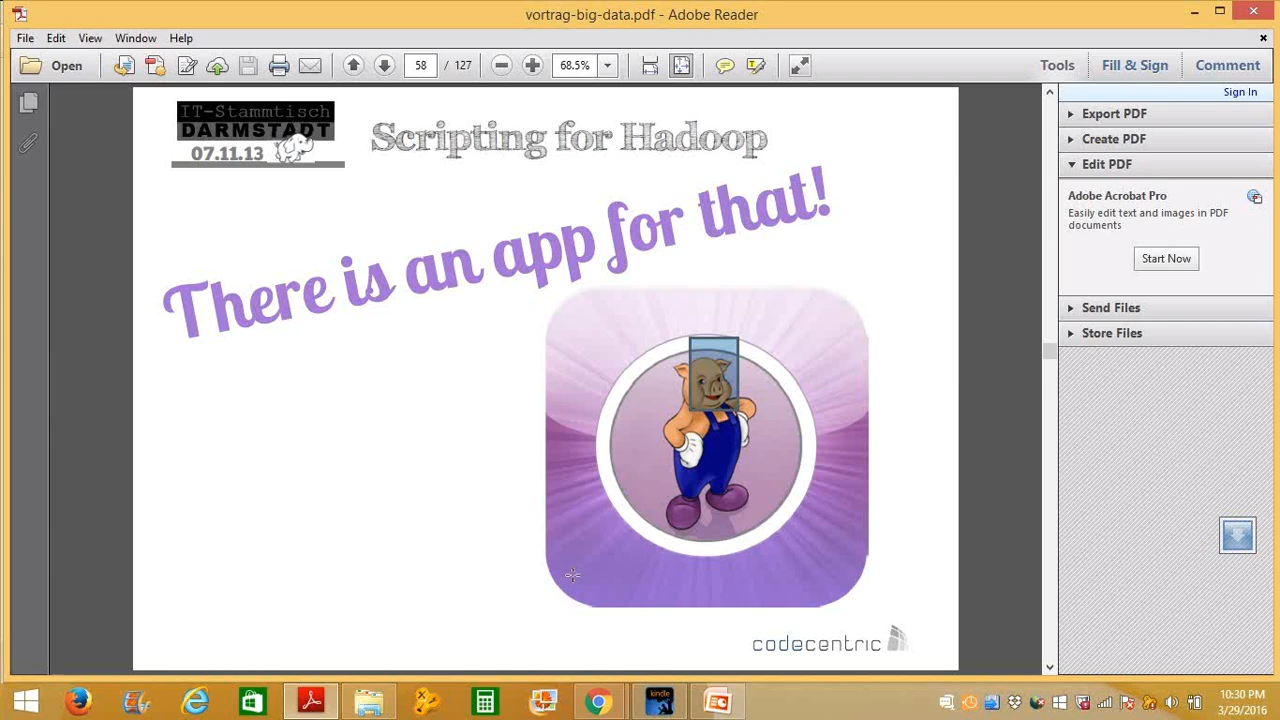 vortrag-big-data.pdf - Adobe Reader
File Edit View Window Help
Open 58 / 127 68.5% Tools Fill & Sign Comment
Sign In
IT-Stammtisch
DARMSTADT
07.11.13
Scripting for Hadoop
There is an app for that!
codecentric
Export PDF
Create PDF
Edit PDF
Adobe Acrobat Pro
Easily edit text and images in PDF
documents
Start Now
Send Files
Store Files
kindle
10:30 PM
3/29/2016